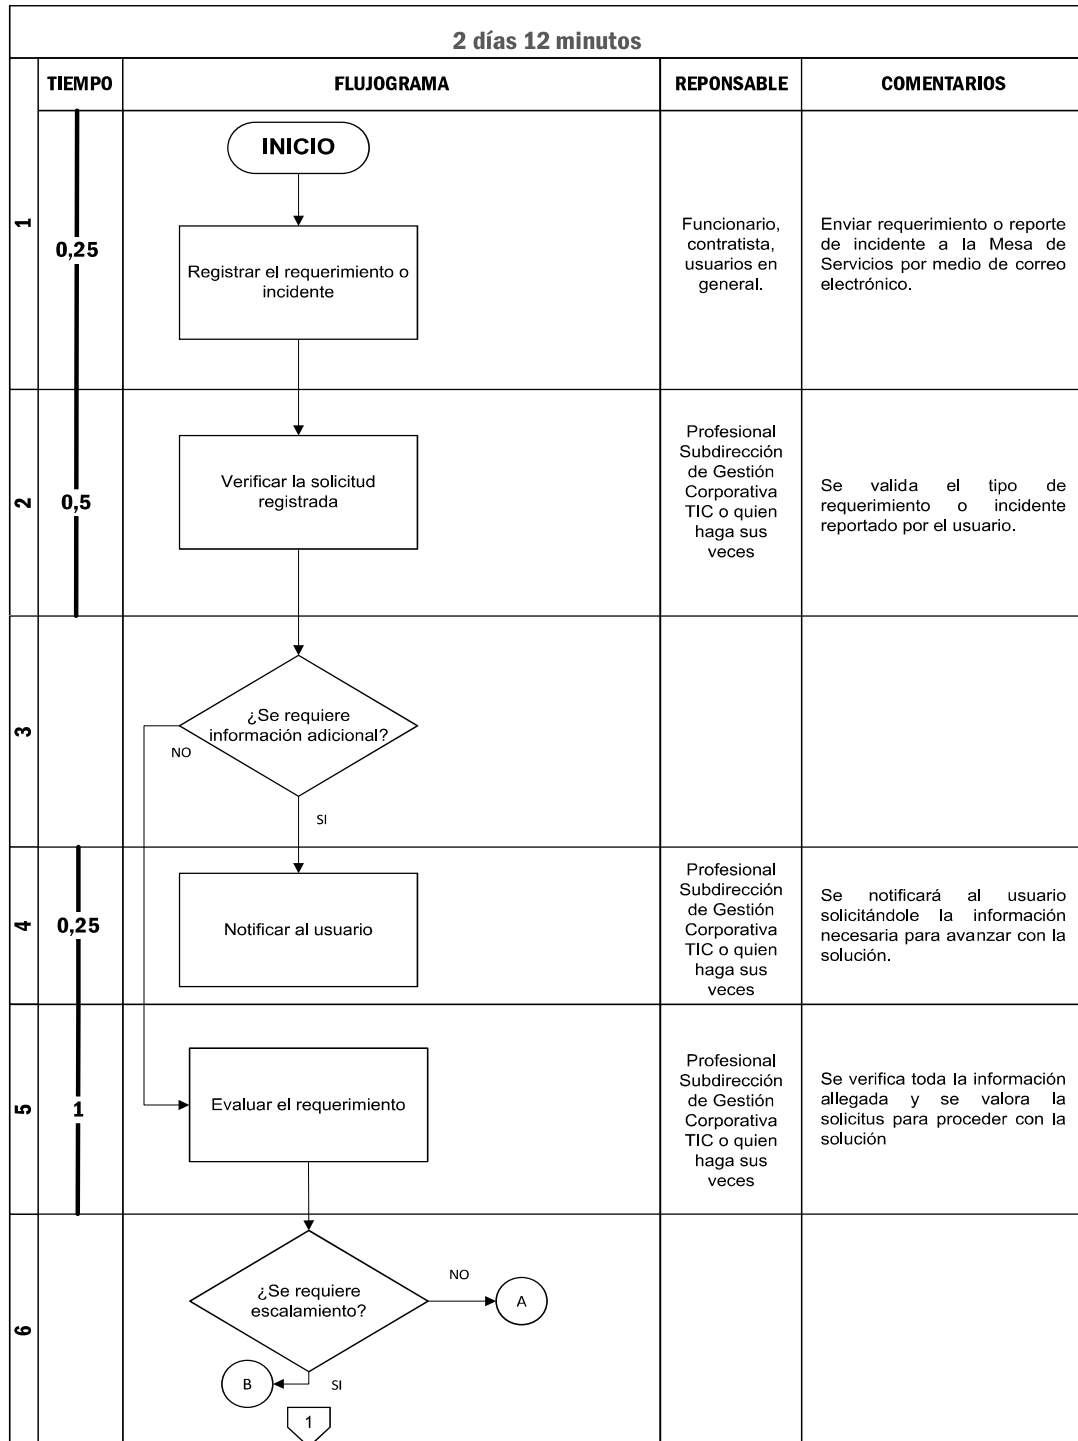 2 días 12 minutos
TIEMPO
FLUJOGRAMA
REPONSABLE
COMENTARIOS
1
0,25
INICIO
Registrar el requerimiento o
incidente
Funcionario,
contratista,
usuarios en
general.
Enviar requerimiento o reporte
de incidente a la Mesa de
Servicios por medio de correo
electrónico.
2
0,5
Verificar la solicitud
registrada
Profesional
Subdirección
de Gestión
Corporativa
TIC o quien
haga sus
veces
Se valida el tipo de
requerimiento o incidente
reportado por el usuario.
3
¿Se requiere
información adicional?
NO
SI
4
0,25
Notificar al usuario
Profesional
Subdirección
de Gestión
Corporativa
TIC o quien
haga sus
veces
Se notificará al usuario
solicitándole la información
necesaria para avanzar con la
solución.
5
1
Evaluar el requerimiento
Profesional
Subdirección
de Gestión
Corporativa
TIC o quien
haga sus
veces
Se verifica toda la información
allegada y se valora la
solicitus para proceder con la
solución
6
¿Se requiere
escalamiento?
NO
A
B
SI
1